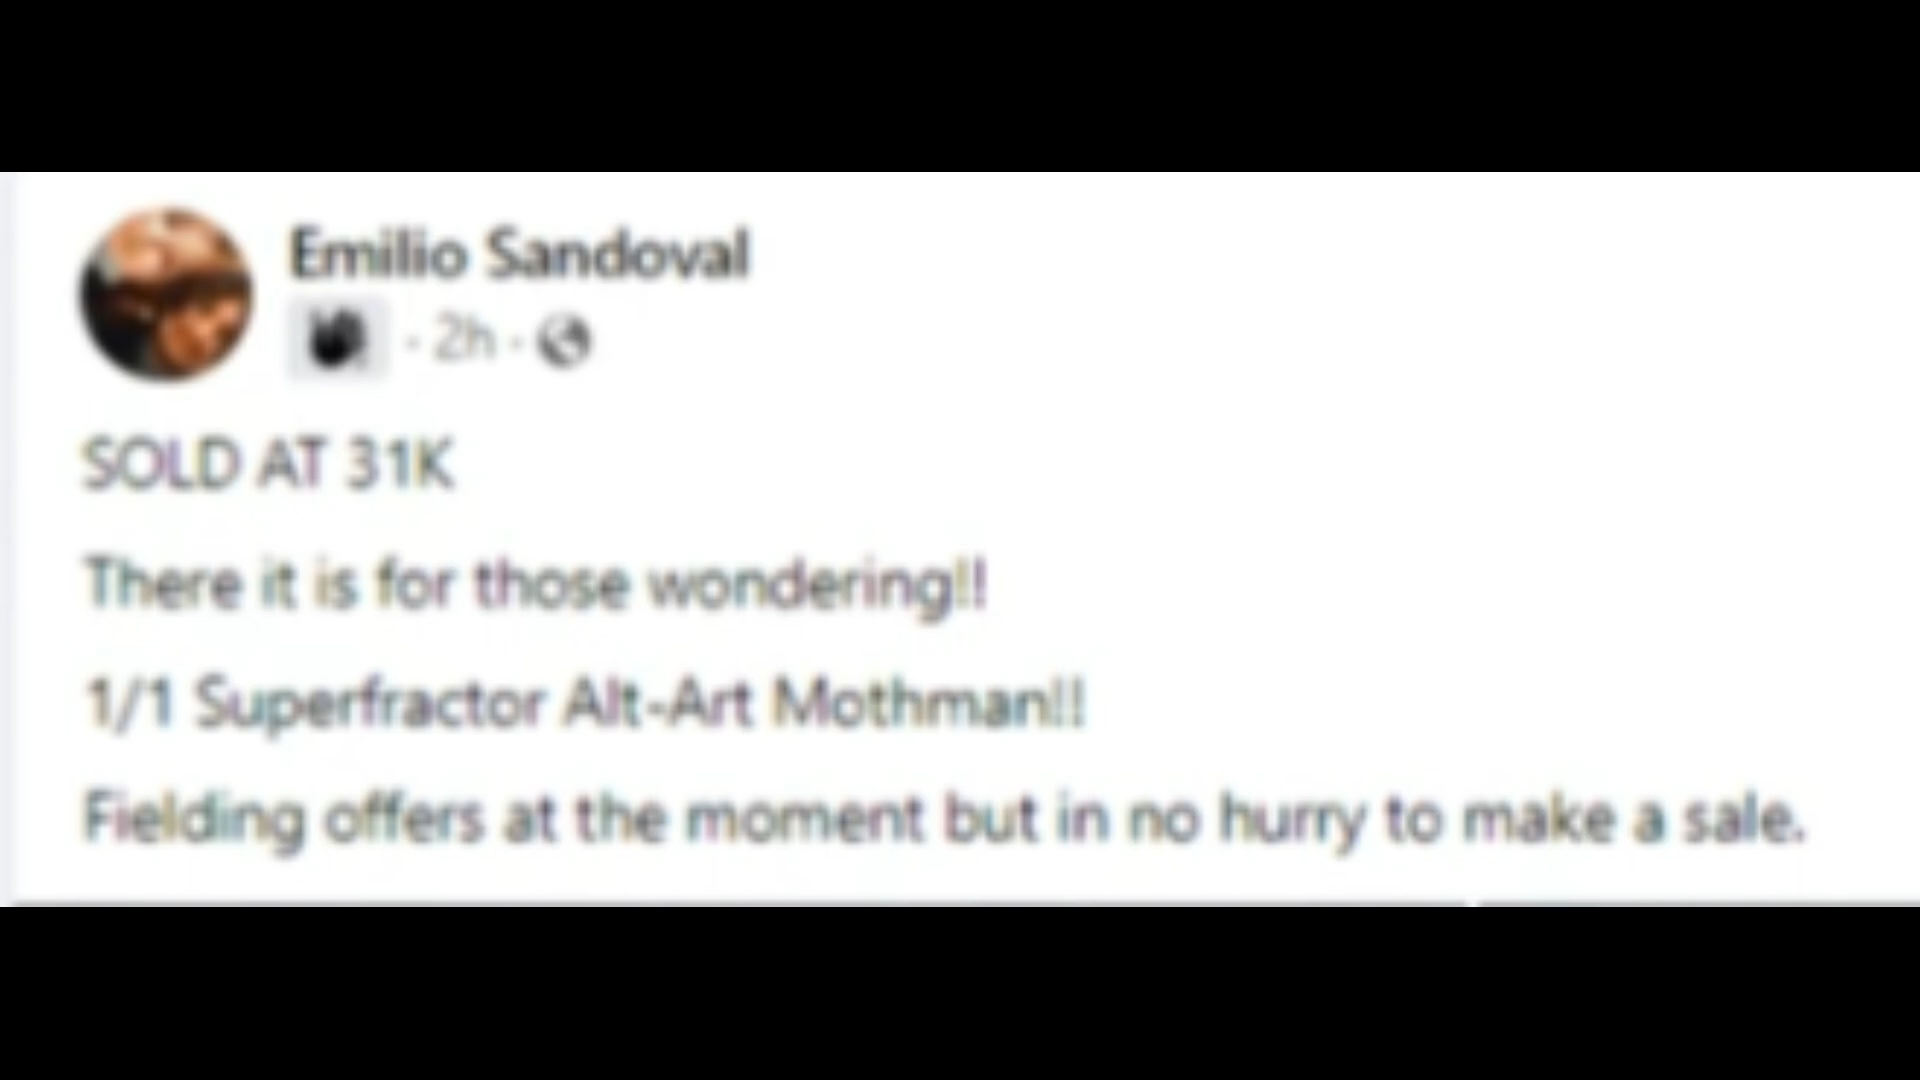 Emilio Sandoval
· 2h ·
SOLD AT 31K
There it is for those wondering!!
1/1 Superfractor Alt-Art Mothman!!
Fielding offers at the moment but in no hurry to make a sale.